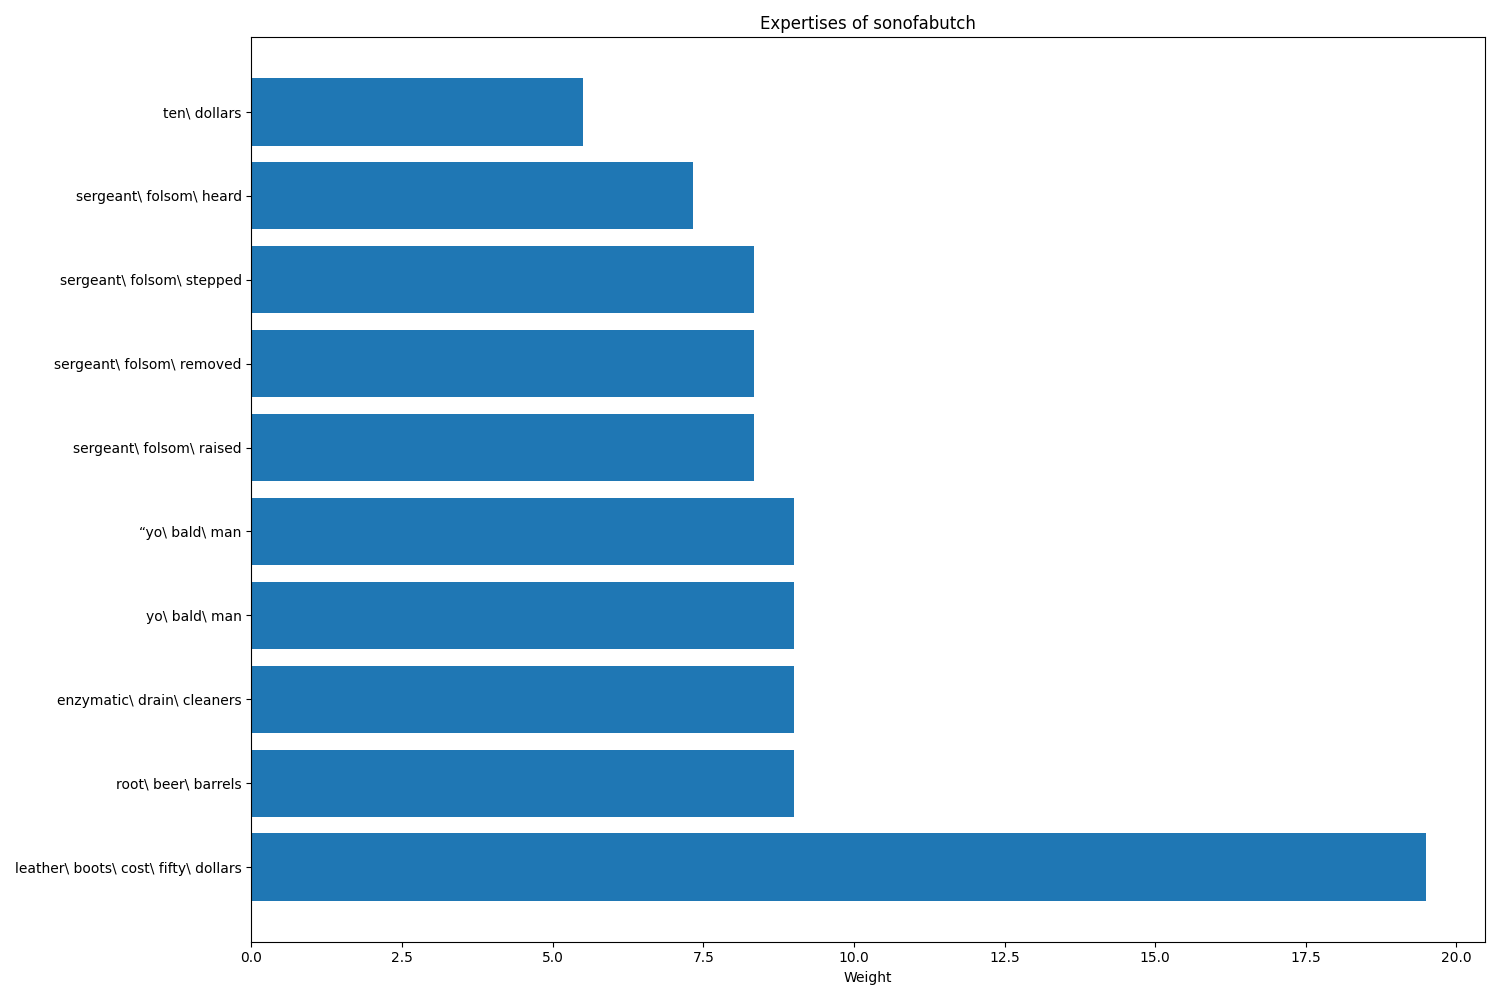 Expertises of sonofabutch
ten\ dollars
sergeant\ folsom\ heard
sergeant\ folsom\ stepped
sergeant\ folsom\ removed
sergeant\ folsom\ raised
“yo\ bald\ man
yo\ bald\ man
enzymatic\ drain\ cleaners
root\ beer\ barrels
leather\ boots\ cost\ fifty\ dollars
0.0 2.5 5.0 7.5 10.0 12.5 15.0 17.5 20.0
Weight